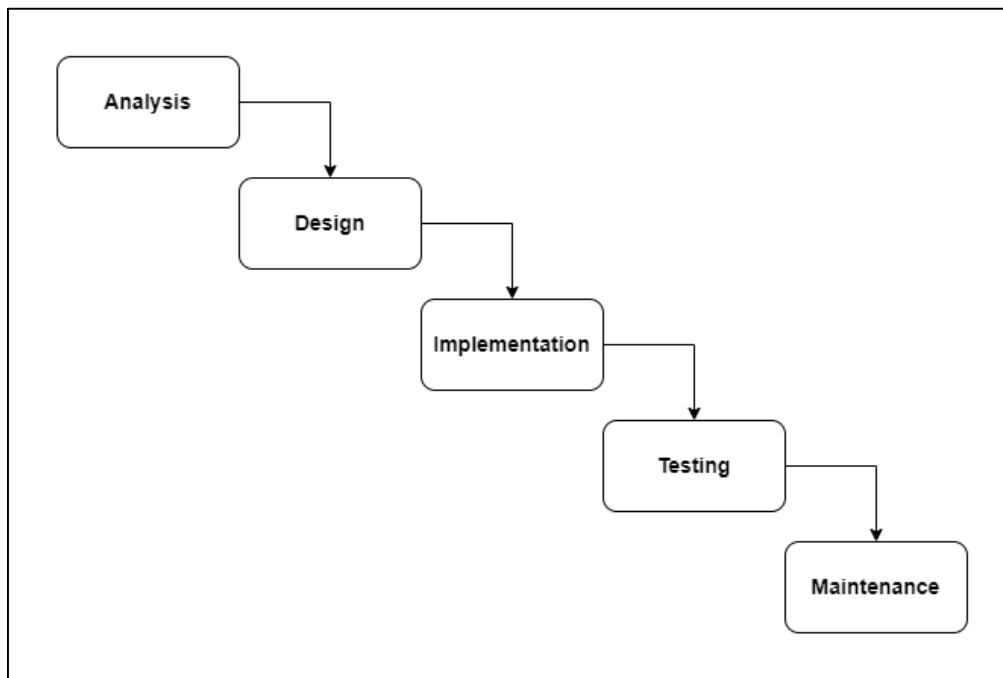 Analysis
Design
Implementation
Testing
Maintenance